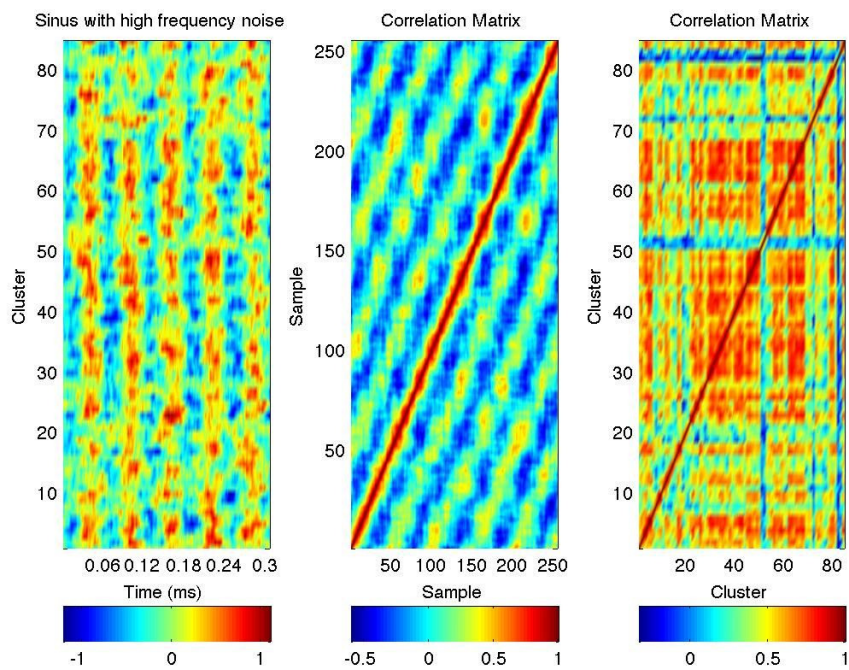 Sinus with high frequency noise
Cluster
80
70
60
50
40
30
20
10
0.06 0.12 0.18 0.24 0.3
Time (ms)
-1 0 1
Correlation Matrix
Sample
250
200
150
100
50
50 100 150 200 250
Sample
-0.5 0 0.5 1
Correlation Matrix
Cluster
80
70
60
50
40
30
20
10
20 40 60 80
Cluster
0 0.5 1